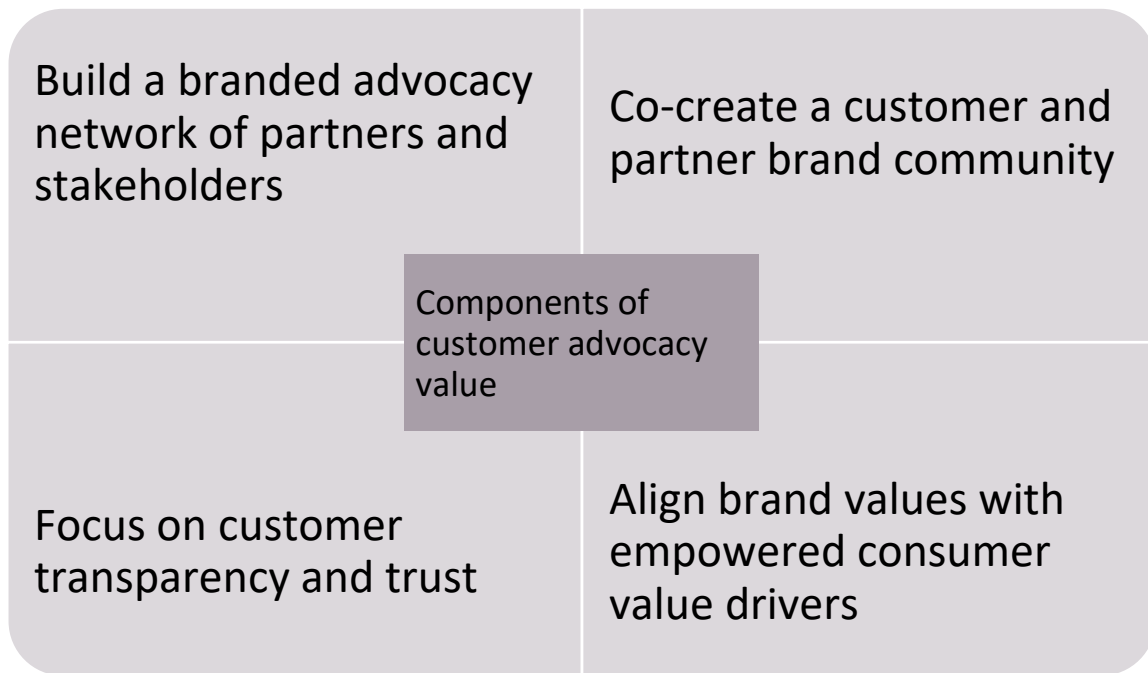 Build a branded advocacy
network of partners and
stakeholders
Co-create a customer and
partner brand community
Components of
customer advocacy
value
Focus on customer
transparency and trust
Align brand values with
empowered consumer
value drivers